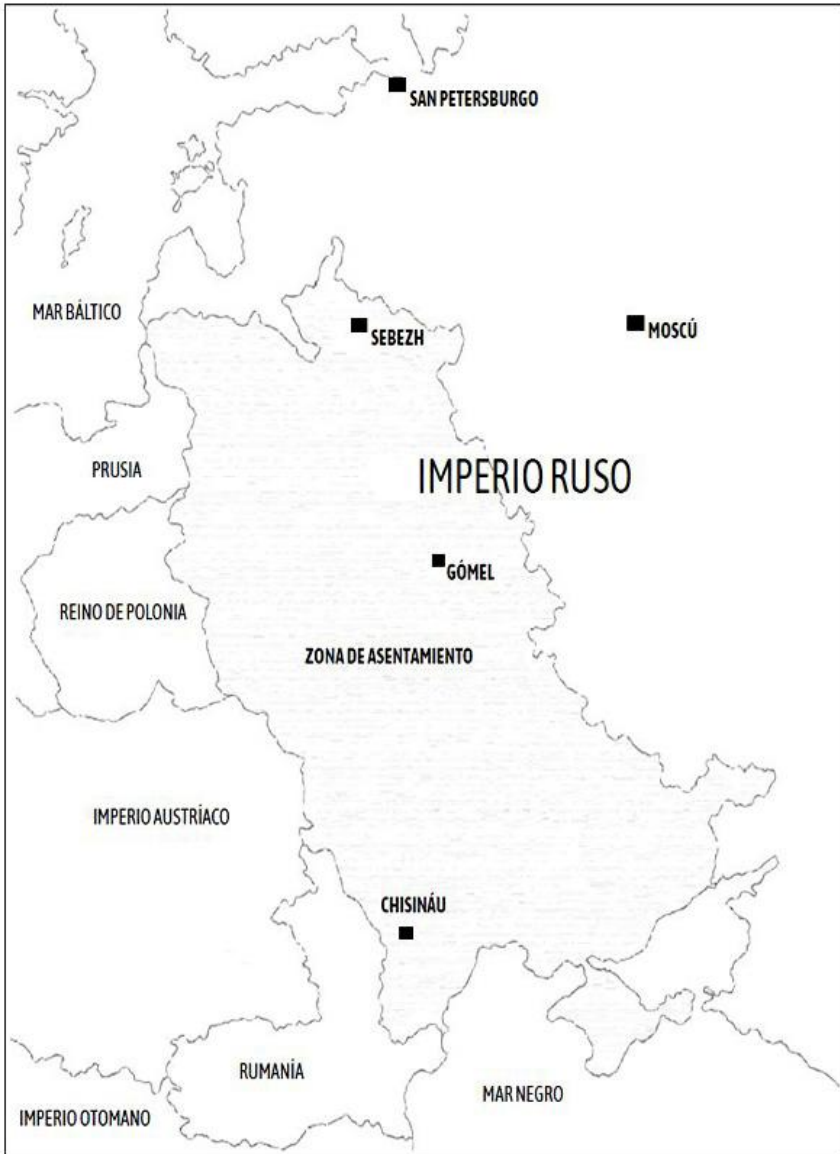 SAN PETERSBURGO
MAR BÁLTICO
SEBEZH
MOSCÚ
PRUSIA
IMPERIO RUSO
GÓMEL
REINO DE POLONIA
ZONA DE ASENTAMIENTO
IMPERIO AUSTRÍACO
CHISINÁU
RUMANÍA
MAR NEGRO
IMPERIO OTOMANO